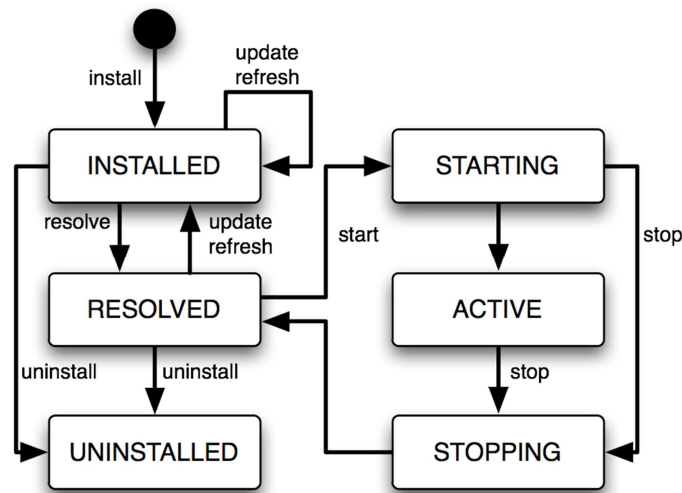 update
refresh
install
INSTALLED
STARTING
resolve
update
refresh
start
stop
RESOLVED
ACTIVE
uninstall
uninstall
stop
UNINSTALLED
STOPPING